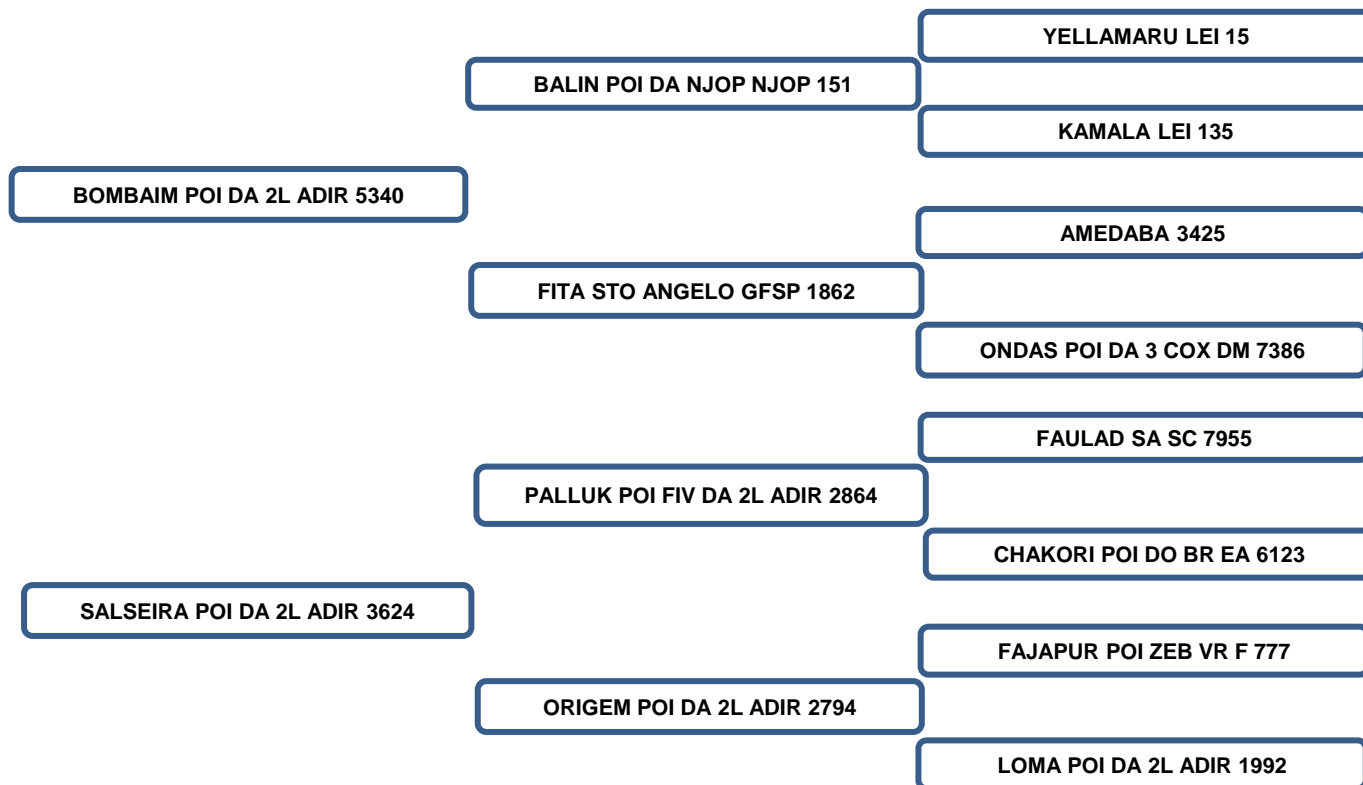 YELLAMARU LEI 15
BALIN POI DA NJOP NJOP 151
KAMALA LEI 135
BOMBAIM POI DA 2L ADIR 5340
AMEDABA 3425
FITA STO ANGELO GFSP 1862
ONDAS POI DA 3 COX DM 7386
FAULAD SA SC 7955
PALLUK POI FIV DA 2L ADIR 2864
CHAKORI POI DO BR EA 6123
SALSEIRA POI DA 2L ADIR 3624
FAJAPUR POI ZEB VR F 777
ORIGEM POI DA 2L ADIR 2794
LOMA POI DA 2L ADIR 1992